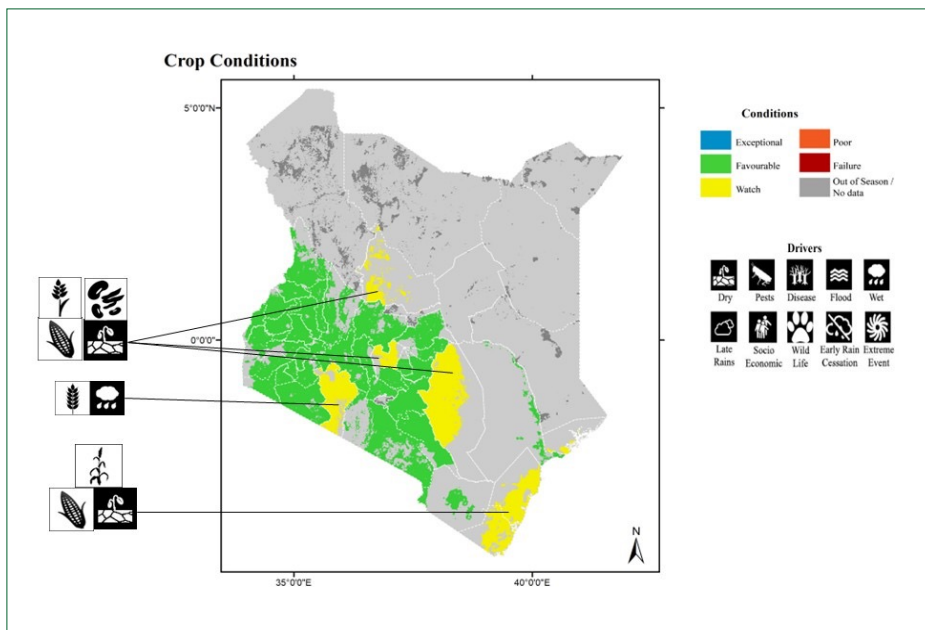 Crop Conditions
5°0'0"N
0°0'0"
35°0'0"E
40°0'0"E
N
Conditions
Exceptional
Poor
Favourable
Failure
Watch
Out of Season /
No data
Drivers
Dry
Pests
Disease
Flood
Wet
Late
Rains
Socio
Economic
Wild
Life
Early Rain
Cessation
Extreme
Event